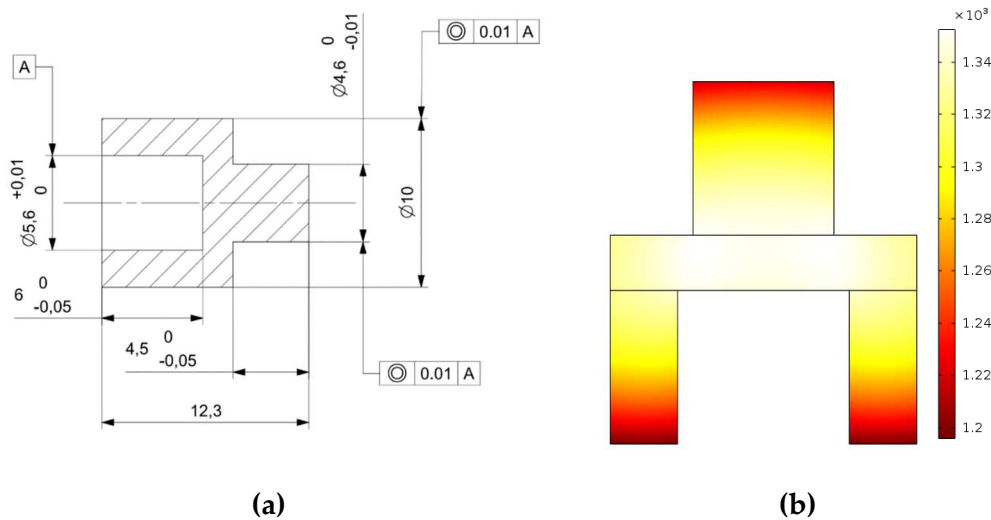 A
◎ 0.01 A
Ø4,6 0 -0,01
Ø10
Ø5,6 +0,01 0
6 0 -0,05
4,5 0 -0,05
◎ 0.01 A
12,3
×10³
1.34
1.32
1.3
1.28
1.26
1.24
1.22
1.2
(a)
(b)